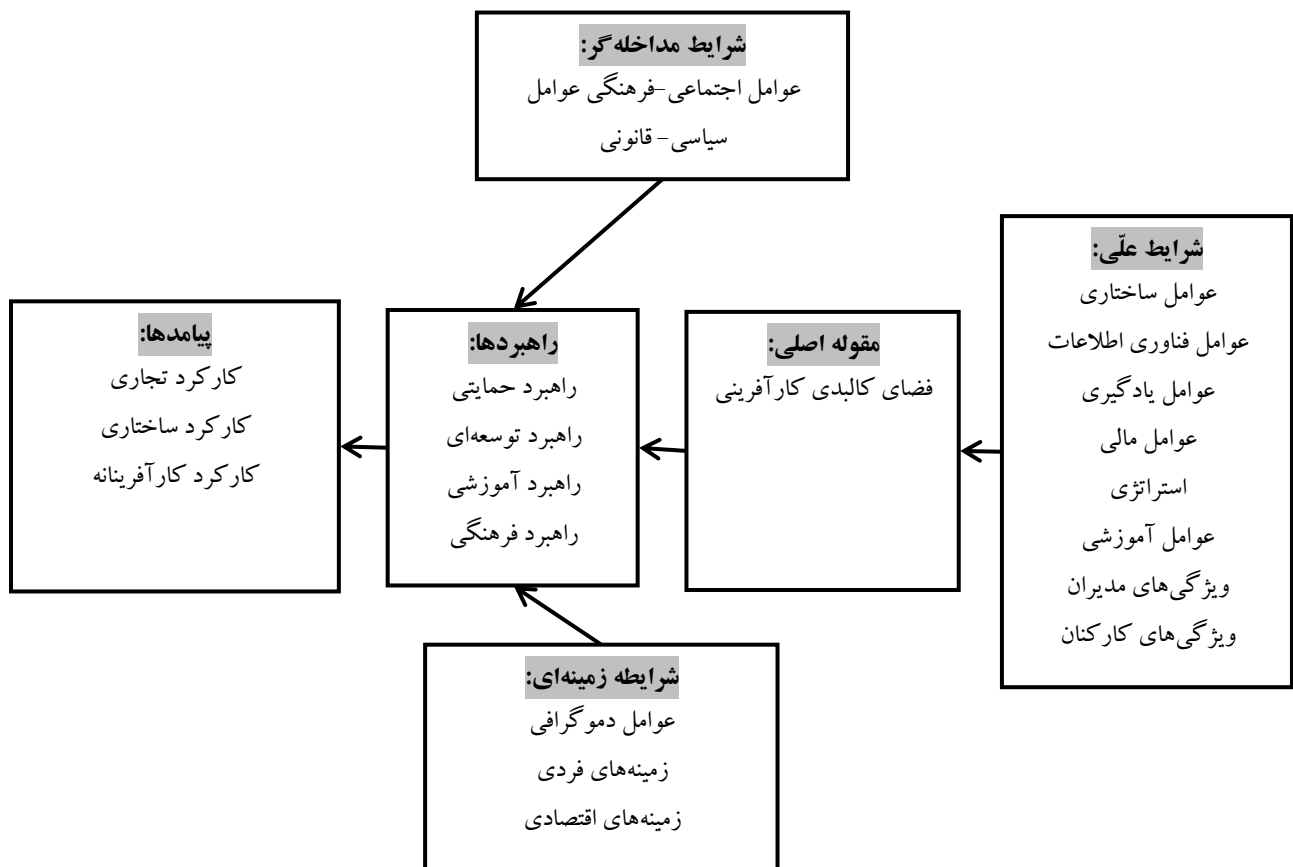 شرایط مداخله‌گر:
عوامل اجتماعی-فرهنگی عوامل
سیاسی- قانونی
شرایط علّی:
عوامل ساختاری
عوامل فناوری اطلاعات
عوامل یادگیری
عوامل مالی
استراتژی
عوامل آموزشی
ویژگی‌های مدیران
ویژگی‌های کارکنان
مقوله اصلی:
فضای کالبدی کارآفرینی
راهبردها:
راهبرد حمایتی
راهبرد توسعه‌ای
راهبرد آموزشی
راهبرد فرهنگی
پیامدها:
کارکرد تجاری
کارکرد ساختاری
کارکرد کارآفرینانه
شرایطه زمینه‌ای:
عوامل دموگرافی
زمینه‌های فردی
زمینه‌های اقتصادی